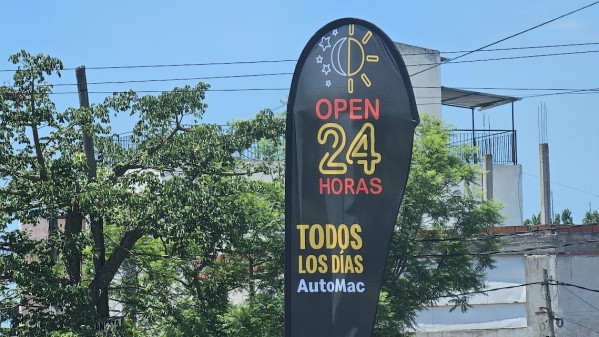 OPEN
24
HORAS
TODOS
LOS DÍAS
AutoMac